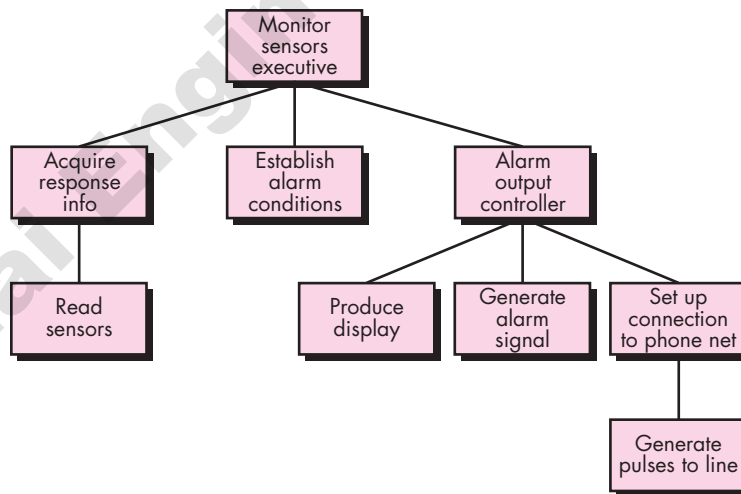 Monitor
sensors
executive
Acquire
response
info
Establish
alarm
conditions
Alarm
output
controller
Read
sensors
Produce
display
Generate
alarm
signal
Set up
connection
to phone net
Generate
pulses to line